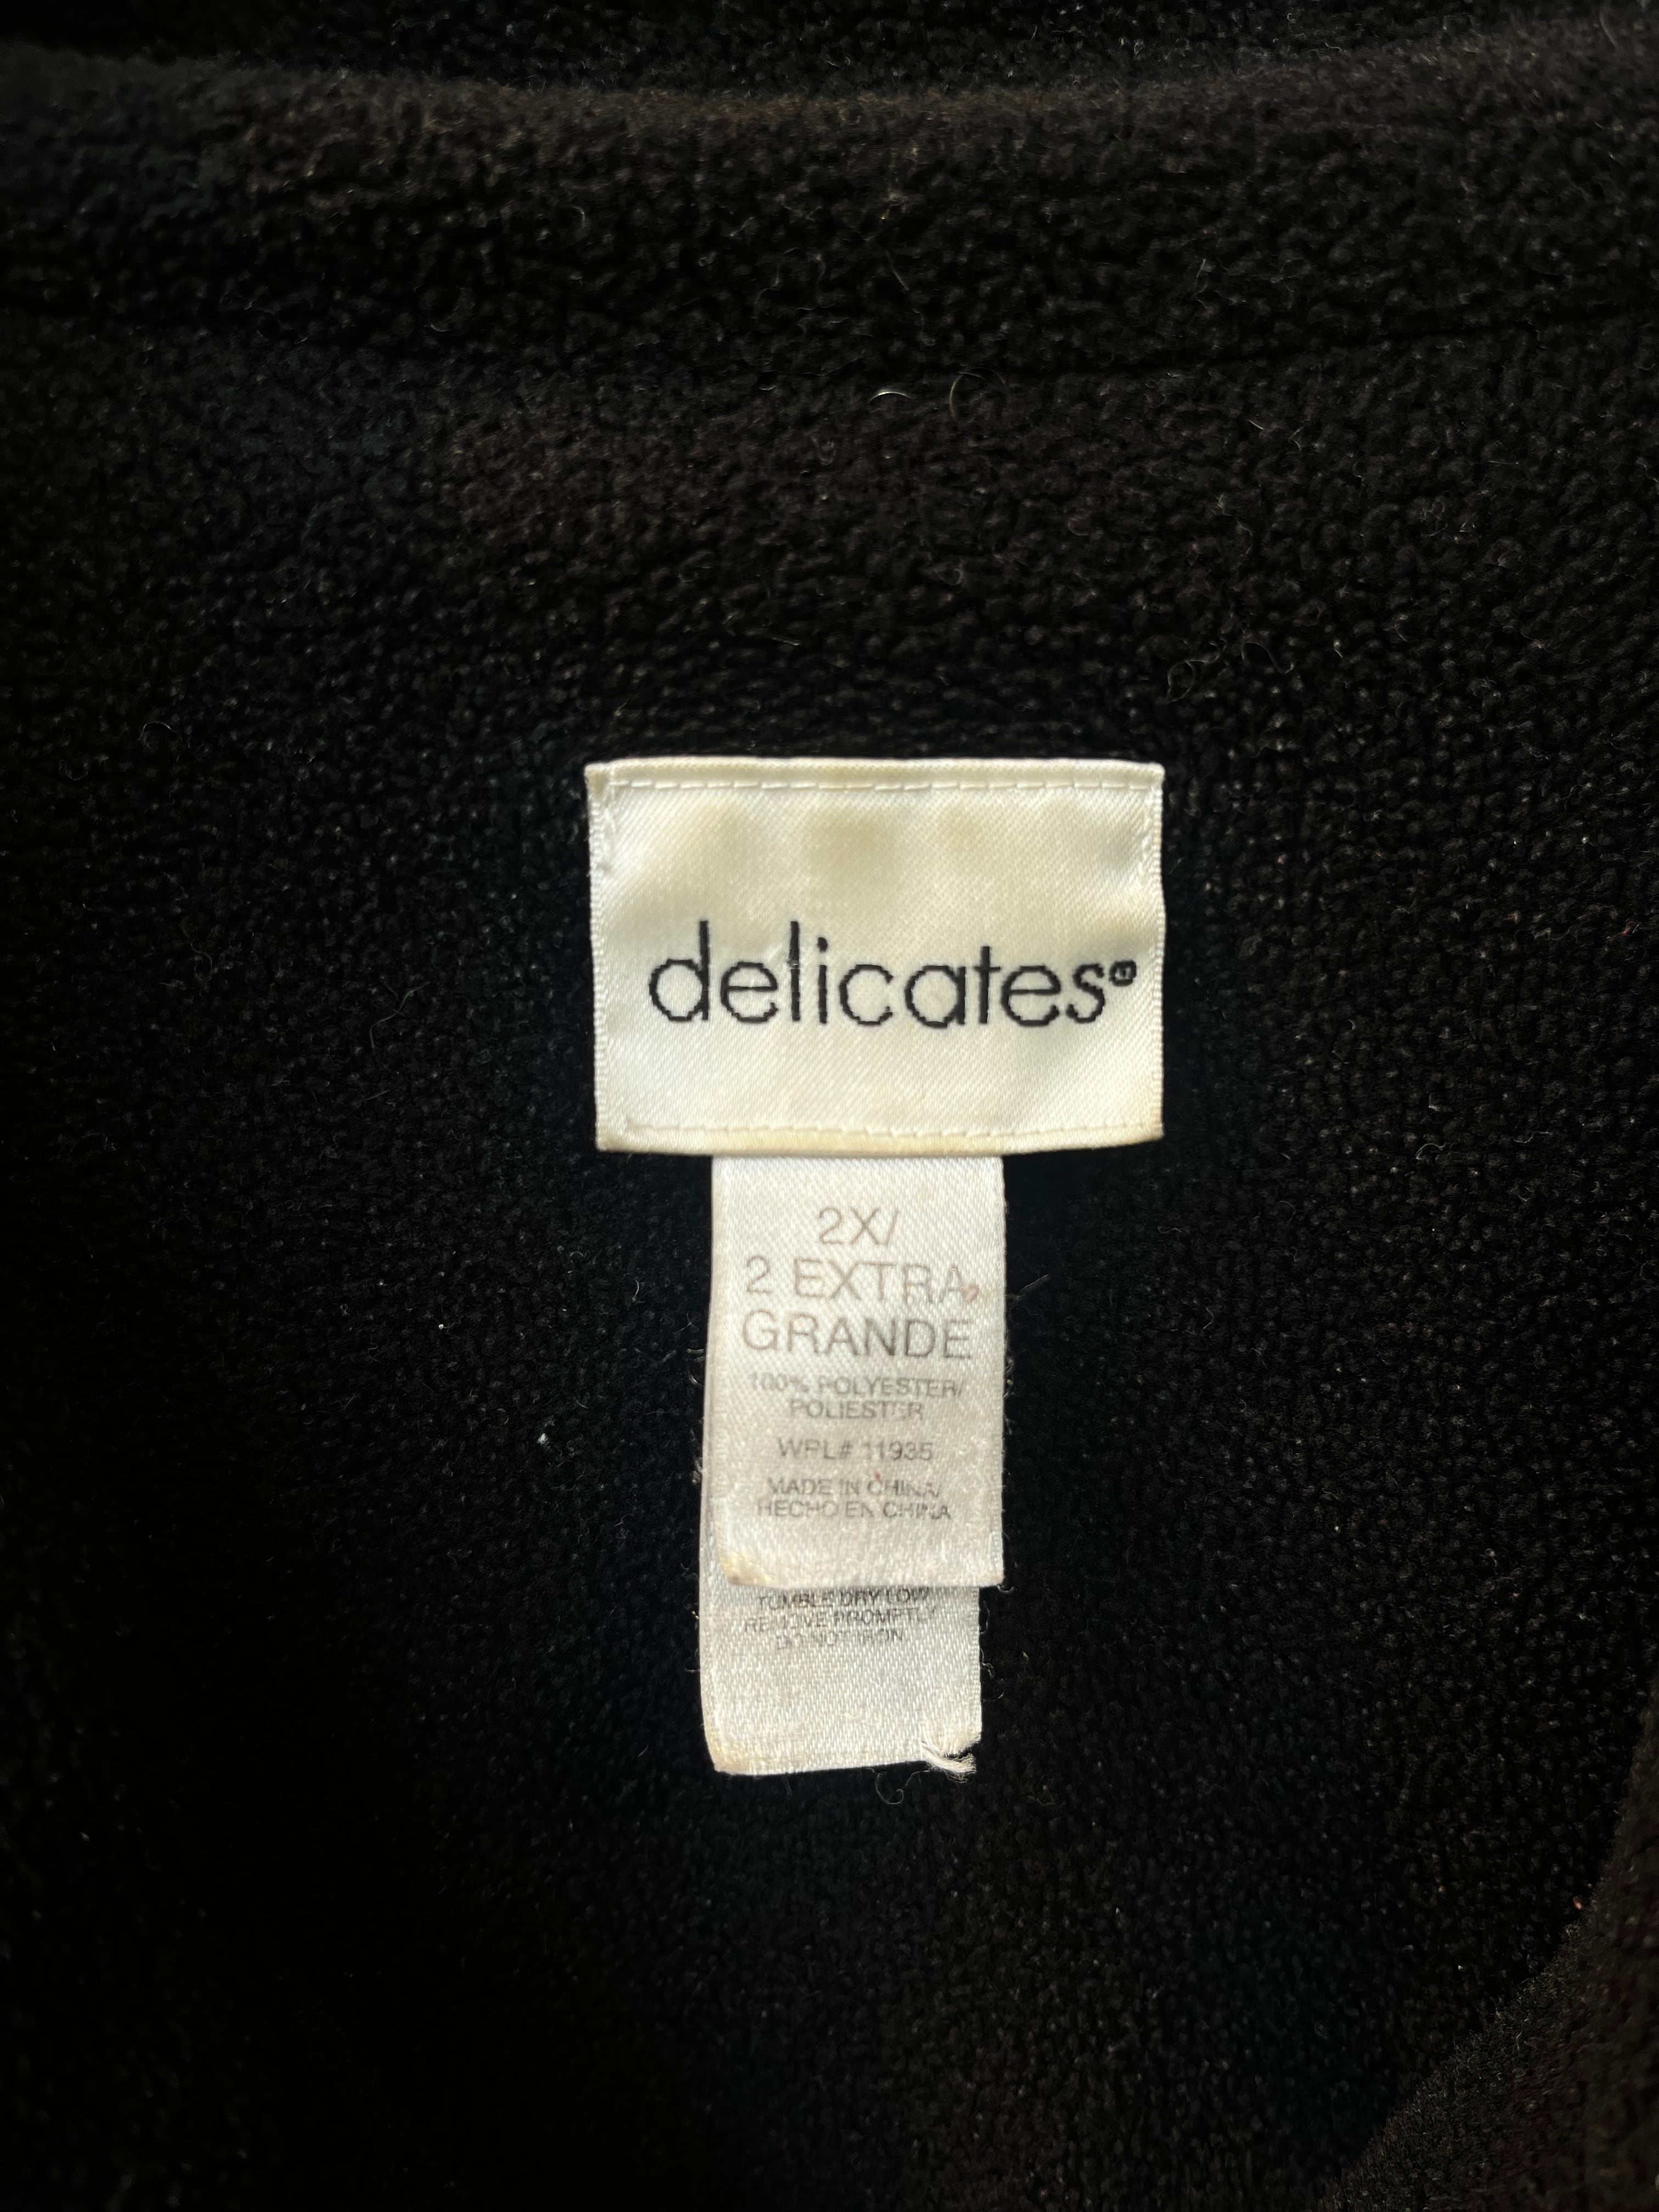 delicates®
2X/
2 EXTRA
GRANDE
100% POLYESTER/
POLIESTER
WPL# 11935
MADE IN CHINA/
HECHO EN CHINA
TUMBLE DRY LOW
REMOVE PROMPTLY
DO NOT IRON